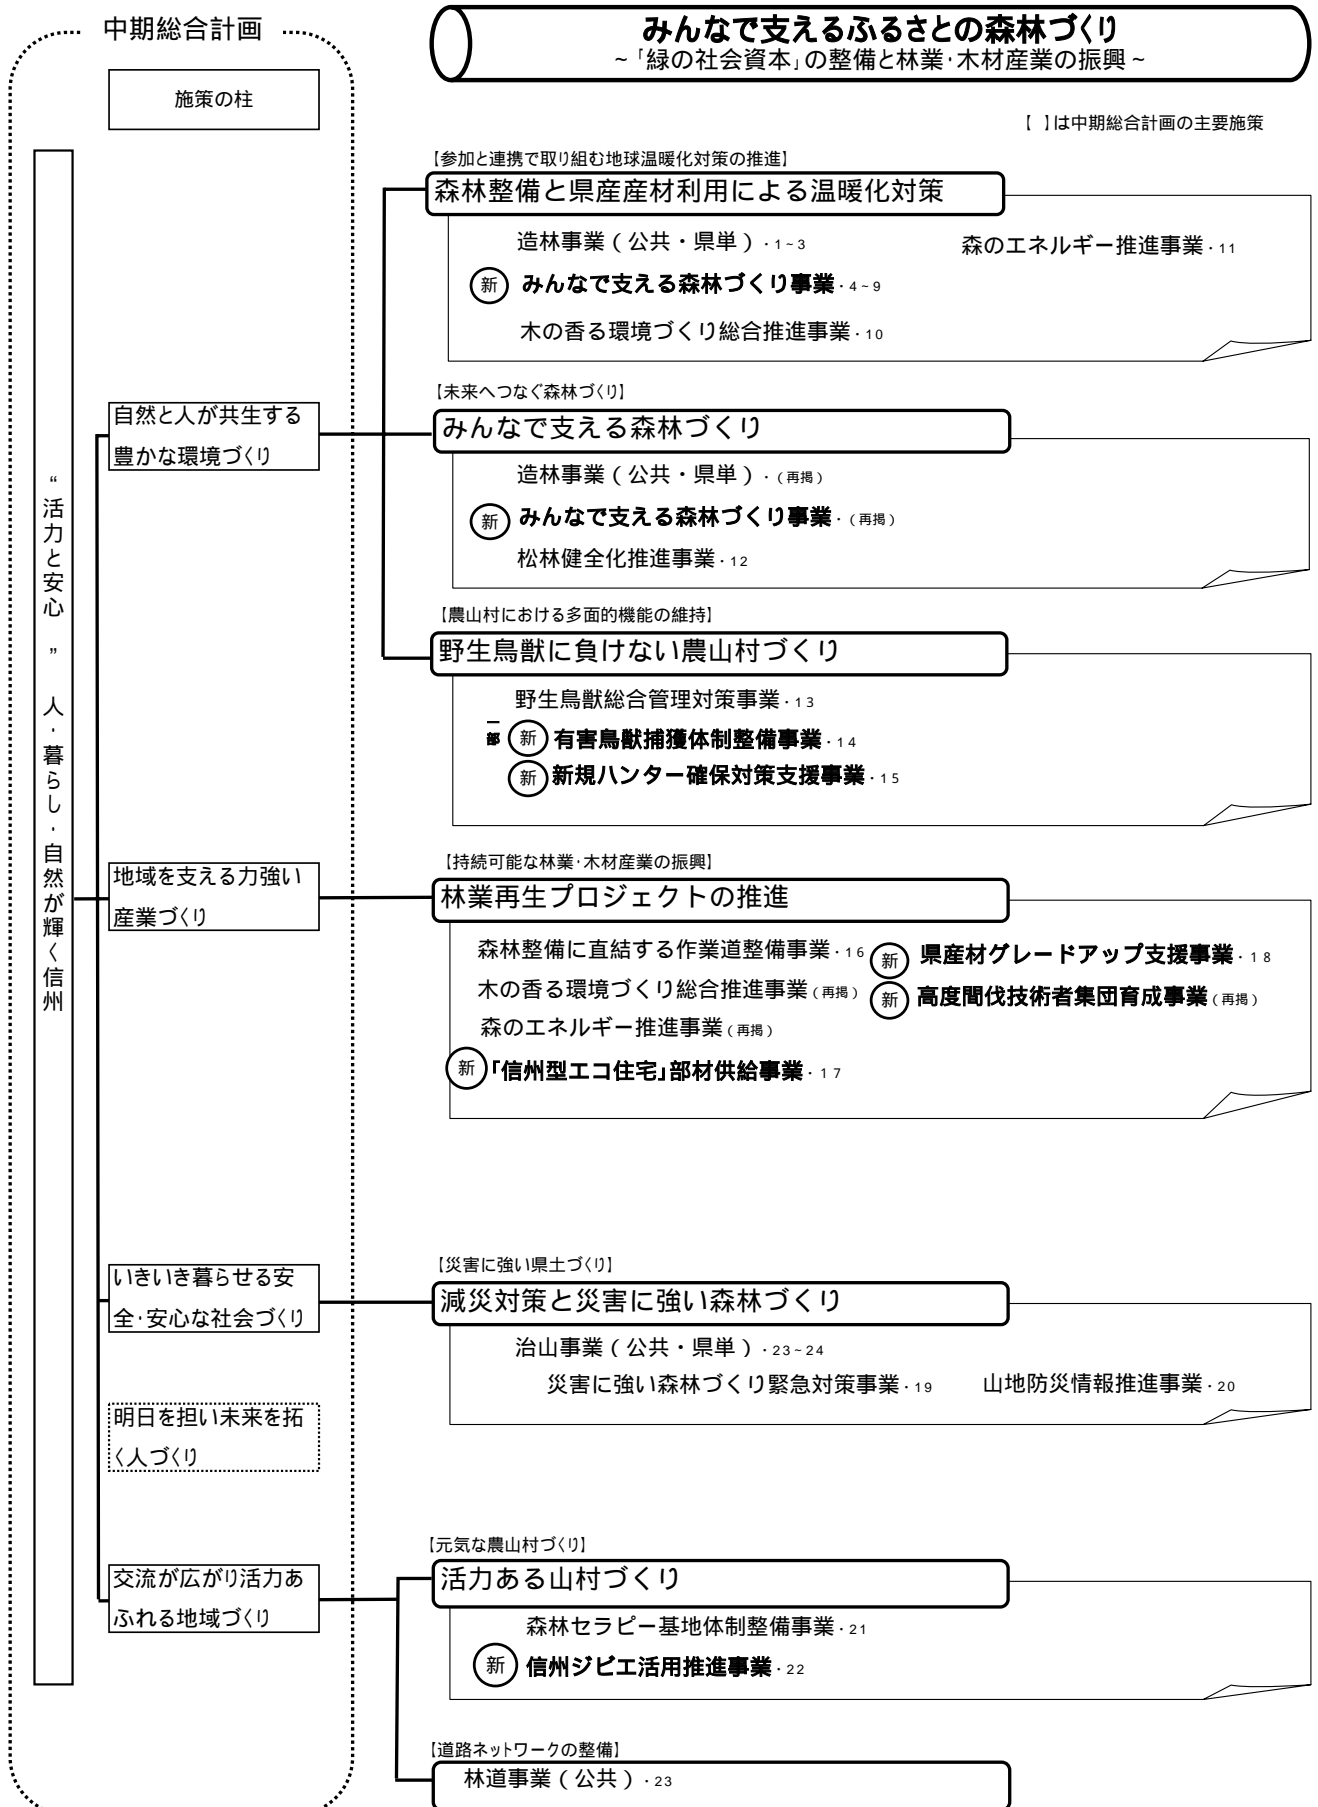 中期総合計画
みんなで支えるふるさとの森林づくり
~「緑の社会資本」の整備と林業・木材産業の振興~
施策の柱
【 】は中期総合計画の主要施策
“活力と安心 ” 人・暮らし・自然が輝く信州
自然と人が共生する
豊かな環境づくり
【参加と連携で取り組む地球温暖化対策の推進】
森林整備と県産産材利用による温暖化対策
造林事業(公共・県単)・1~3
森のエネルギー推進事業・11
新 みんなで支える森林づくり事業・4~9
木の香る環境づくり総合推進事業・10
【未来へつなぐ森林づくり】
みんなで支える森林づくり
造林事業(公共・県単)・(再掲)
新 みんなで支える森林づくり事業・(再掲)
松林健全化推進事業・12
【農山村における多面的機能の維持】
野生鳥獣に負けない農山村づくり
野生鳥獣総合管理対策事業・13
一部 新 有害鳥獣捕獲体制整備事業・14
新 新規ハンター確保対策支援事業・15
地域を支える力強い
産業づくり
【持続可能な林業・木材産業の振興】
林業再生プロジェクトの推進
森林整備に直結する作業道整備事業・16
新 県産材グレードアップ支援事業・18
木の香る環境づくり総合推進事業(再掲)
新 高度間伐技術者集団育成事業(再掲)
森のエネルギー推進事業(再掲)
新 「信州型エコ住宅」部材供給事業・17
いきいき暮らせる安
全・安心な社会づくり
【災害に強い県土づくり】
減災対策と災害に強い森林づくり
治山事業(公共・県単)・23~24
災害に強い森林づくり緊急対策事業・19
山地防災情報推進事業・20
明日を担い未来を拓
く人づくり
交流が広がり活力あ
ふれる地域づくり
【元気な農山村づくり】
活力ある山村づくり
森林セラピー基地体制整備事業・21
新 信州ジビエ活用推進事業・22
【道路ネットワークの整備】
林道事業(公共)・23